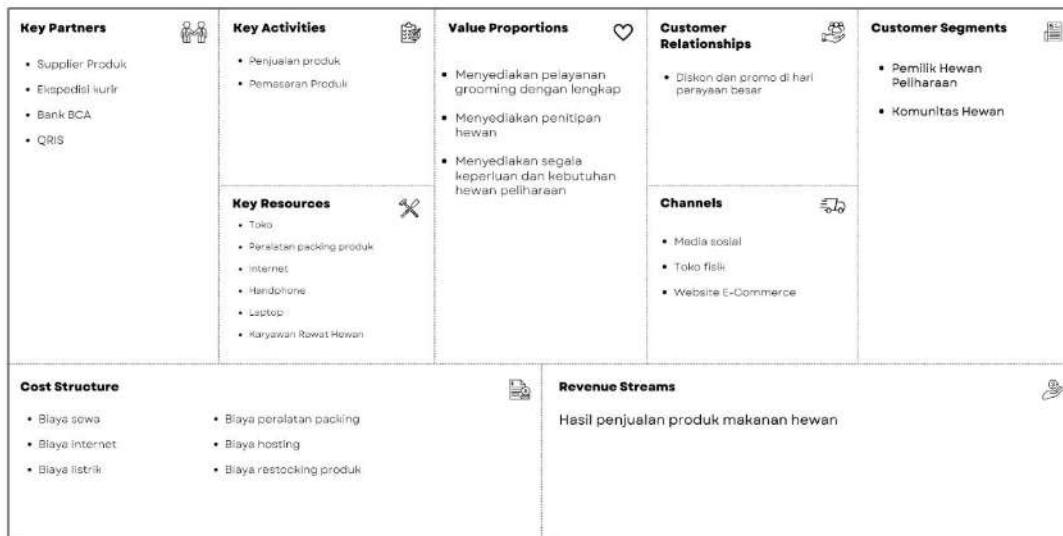 Key Partners
• Supplier Produk
• Ekspedisi kurir
• Bank BCA
• QRIS
Key Activities
• Penjualan produk
• Pemasaran Produk
Key Resources
• Toko
• Peralatan packing produk
• Internet
• Handphone
• Laptop
• Karyawan Rawat Hewan
Value Proportions
• Menyediakan pelayanan
grooming dengan lengkap
• Menyediakan penitipan
hewan
• Menyediakan segala
keperluan dan kebutuhan
hewan peliharaan
Customer
Relationships
• Diskon dan promo di hari
perayaan besar
Channels
• Media sosial
• Toko fisik
• Website E-Commerce
Customer Segments
• Pemilik Hewan
Peliharaan
• Komunitas Hewan
Cost Structure
• Biaya sewa
• Biaya internet
• Biaya listrik
• Biaya peralatan packing
• Biaya hosting
• Biaya restocking produk
Revenue Streams
Hasil penjualan produk makanan hewan